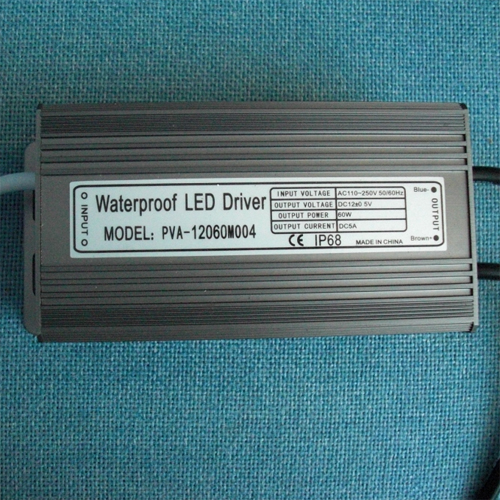 INPUT
Waterproof LED Driver
MODEL: PVA-12060M004
INPUT VOLTAGE AC110-250V 50/60Hz
OUTPUT VOLTAGE DC12±0 5V
OUTPUT POWER 60W
OUTPUT CURRENT DC5A
CE IP68 MADE IN CHINA
Blue-
OUTPUT
Brown+